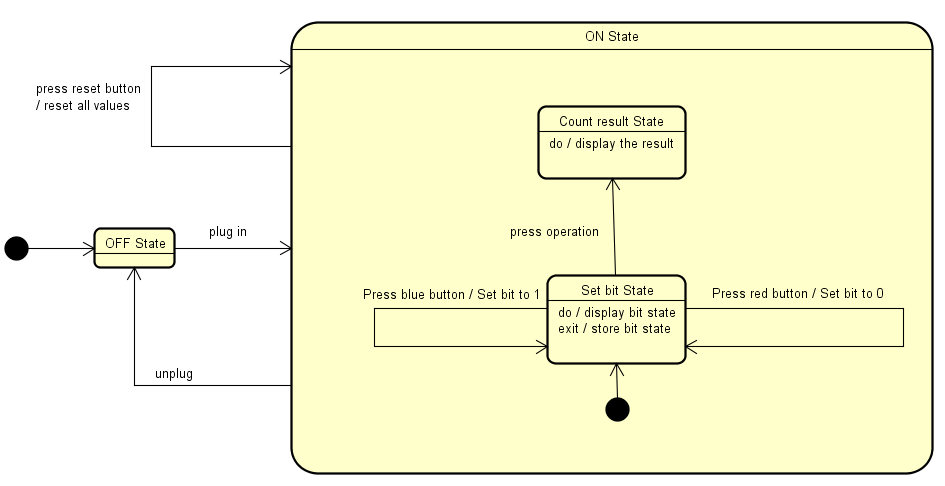 ON State
press reset button
/ reset all values
Count result State
do / display the result
press operation
OFF State
plug in
Set bit State
do / display bit state
exit / store bit state
Press blue button / Set bit to 1
Press red button / Set bit to 0
unplug